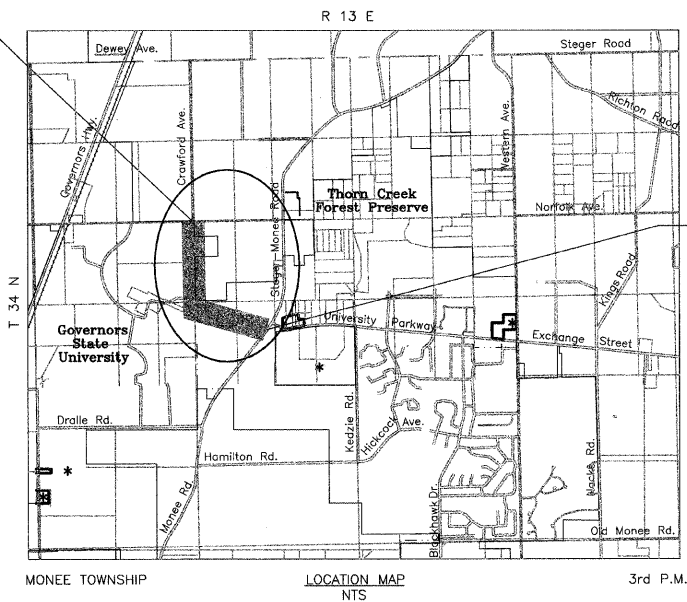 R 13 E
Dewey Ave.
Steger Road
Governors Hwy.
Crawford Ave.
Western Ave.
Richton Road
Thorn Creek
Forest Preserve
Norfolk Ave.
Steger-Monee Road
Kings Road
T 34 N
Governors
State
University
University Parkway
Exchange Street
Dralle Rd.
Kedzie Rd.
Hickock Ave.
Hamilton Rd.
Monee Rd.
Blackhawk Dr.
Wacke Rd.
Old Monee Rd.
MONEE TOWNSHIP
LOCATION MAP
NTS
3rd P.M.